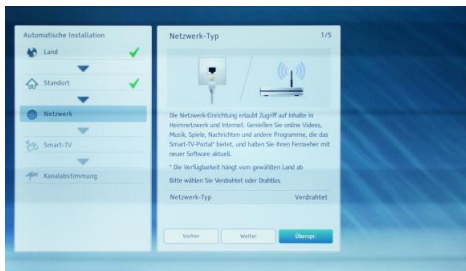 Automatische Installation
Land
Standort
Netzwerk
Smart-TV
Kanalabstimmung
Netzwerk-Typ 1/5
Die Netzwerk-Einrichtung erlaubt Zugriff auf Inhalte in
Heimnetzwerk und Internet. Genießen Sie online Videos,
Musik, Spiele, Nachrichten und andere Programme, die das
Smart-TV-Portal* bietet, und halten Sie Ihren Fernseher mit
neuer Software aktuell.
* Die Verfügbarkeit hängt vom gewählten Land ab
Bitte wählen Sie Verdrahtet oder Drahtlos
Netzwerk-Typ Verdrahtet
Vorher Weiter Überspr.